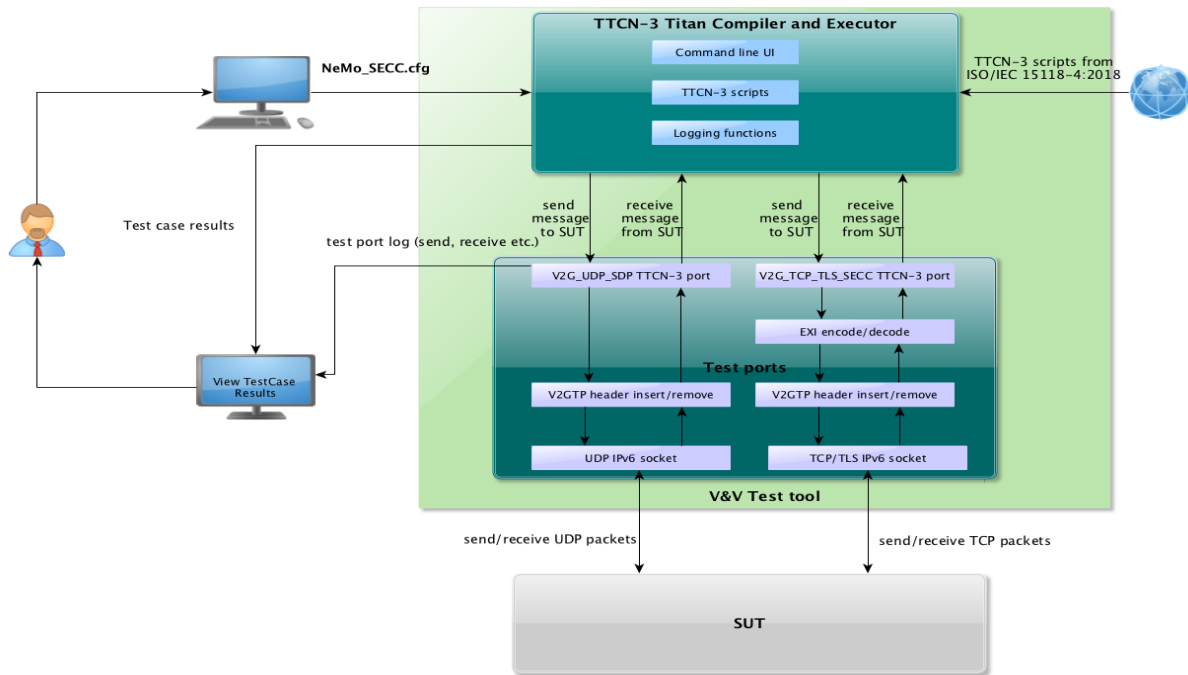 TTCN-3 Titan Compiler and Executor
Command line UI
TTCN-3 scripts
Logging functions
NeMo_SECC.cfg
TTCN-3 scripts from
ISO/IEC 15118-4:2018
Test case results
send
message
to SUT
receive
message
from SUT
send
message
to SUT
receive
message
from SUT
test port log (send, receive etc.)
V2G_UDP_SDP TTCN-3 port
V2G_TCP_TLS_SECC TTCN-3 port
EXI encode/decode
Test ports
View TestCase
Results
V2GTP header insert/remove
V2GTP header insert/remove
UDP IPv6 socket
TCP/TLS IPv6 socket
V&V Test tool
send/receive UDP packets
send/receive TCP packets
SUT